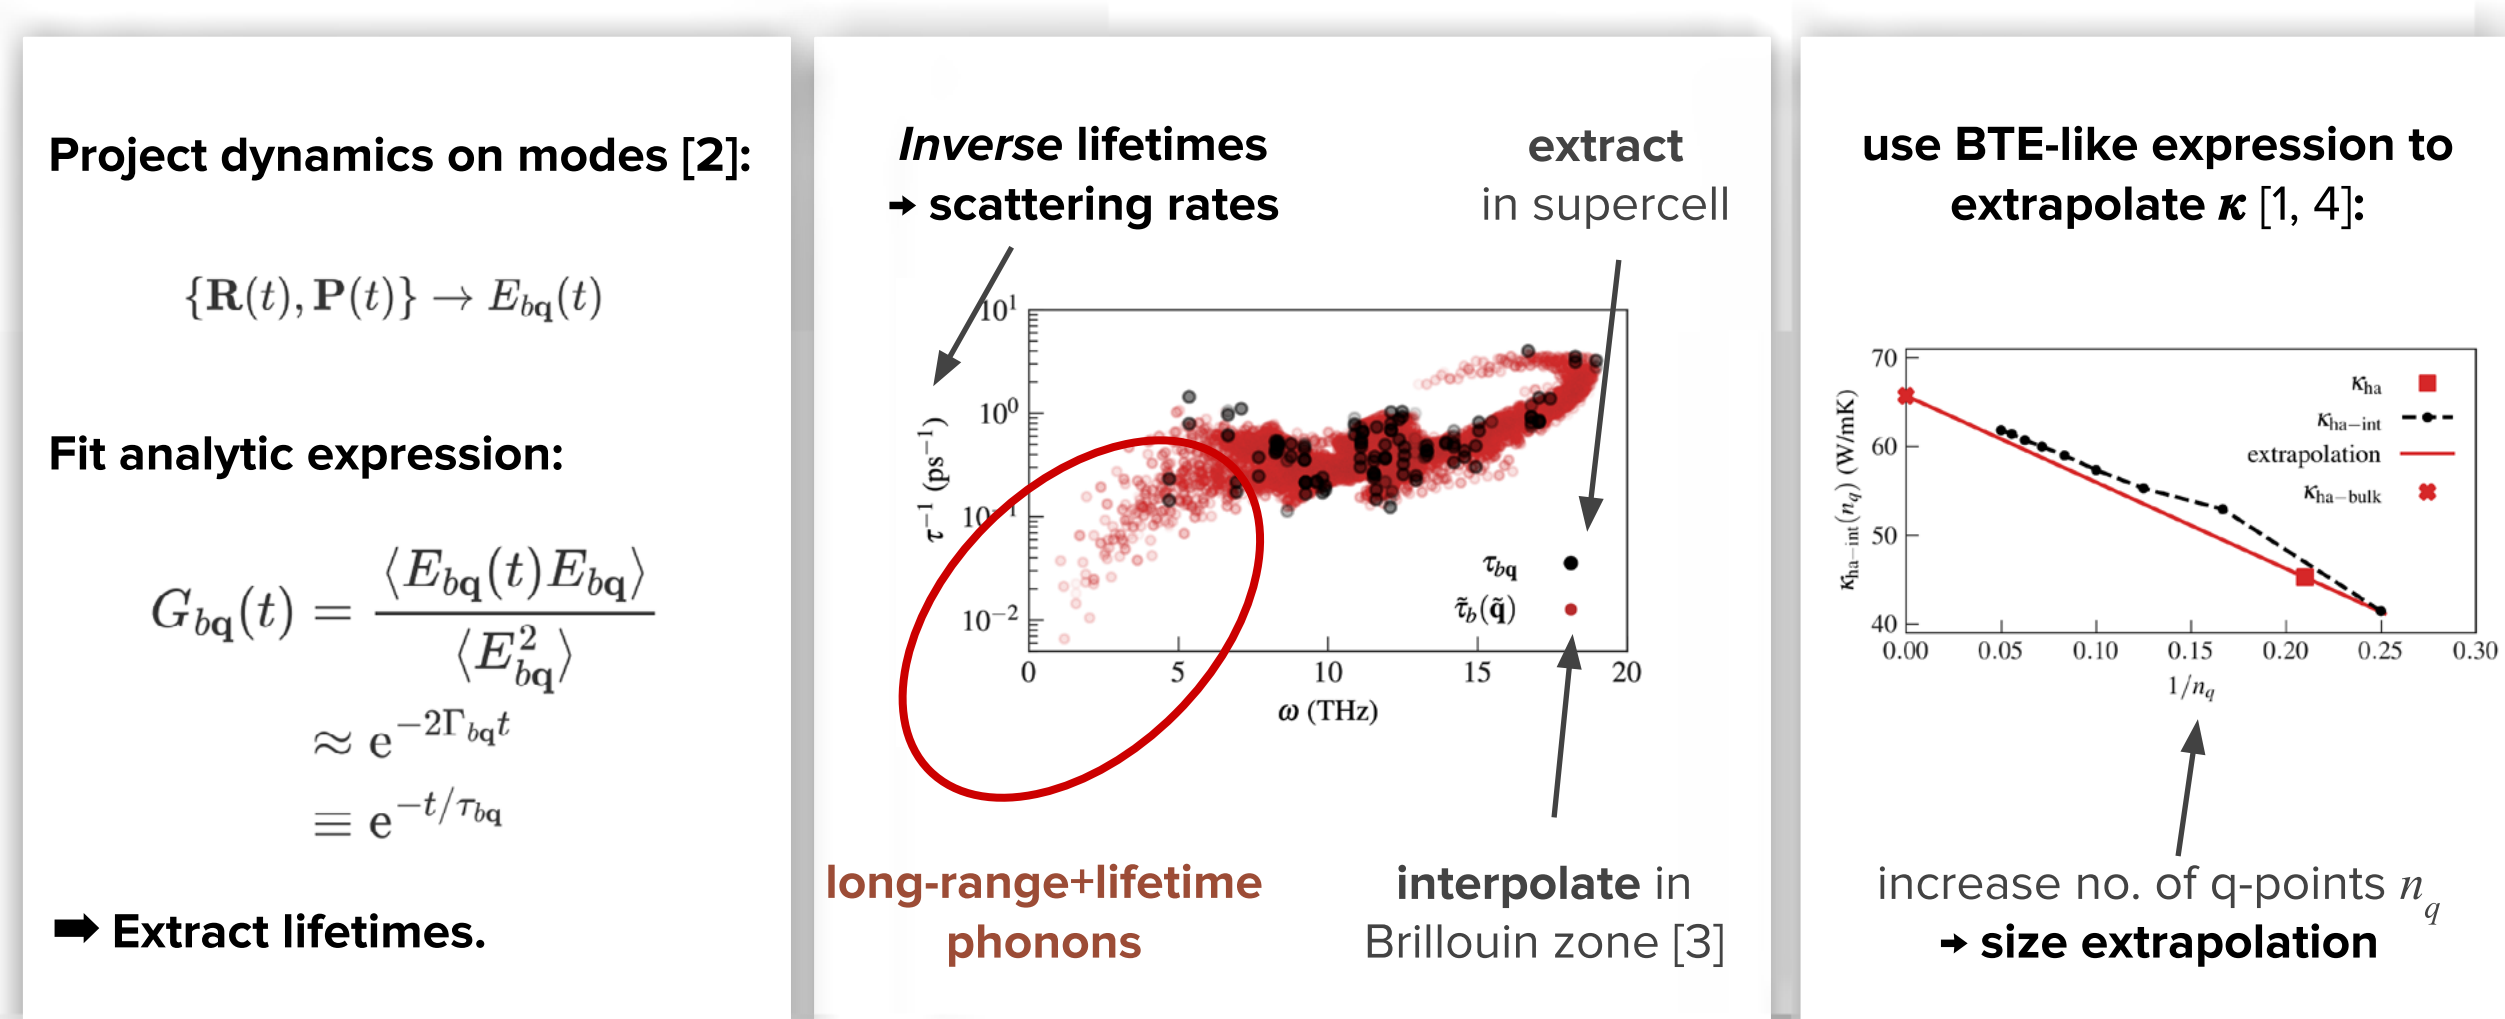 Project dynamics on modes [2]:
{R(t), P(t)} → E_bq(t)
Fit analytic expression:
G_bq(t) = ⟨E_bq(t)E_bq⟩ / ⟨E²_bq⟩
≈ e^{−2Γ_bq t}
≡ e^{−t/τ_bq}
➡ Extract lifetimes.
Inverse lifetimes
→ scattering rates
extract
in supercell
10¹
10⁰
10⁻¹
10⁻²
τ⁻¹ (ps⁻¹)
τ_bq
τ̃_b(q̃)
0 5 10 15 20
ω (THz)
long-range+lifetime
phonons
interpolate in
Brillouin zone [3]
use BTE-like expression to
extrapolate κ [1, 4]:
70
60
50
40
κ_ha−int(n_q) (W/mK)
κ_ha
κ_ha−int
extrapolation
κ_ha−bulk
0.00 0.05 0.10 0.15 0.20 0.25 0.30
1/n_q
increase no. of q-points n_q
→ size extrapolation